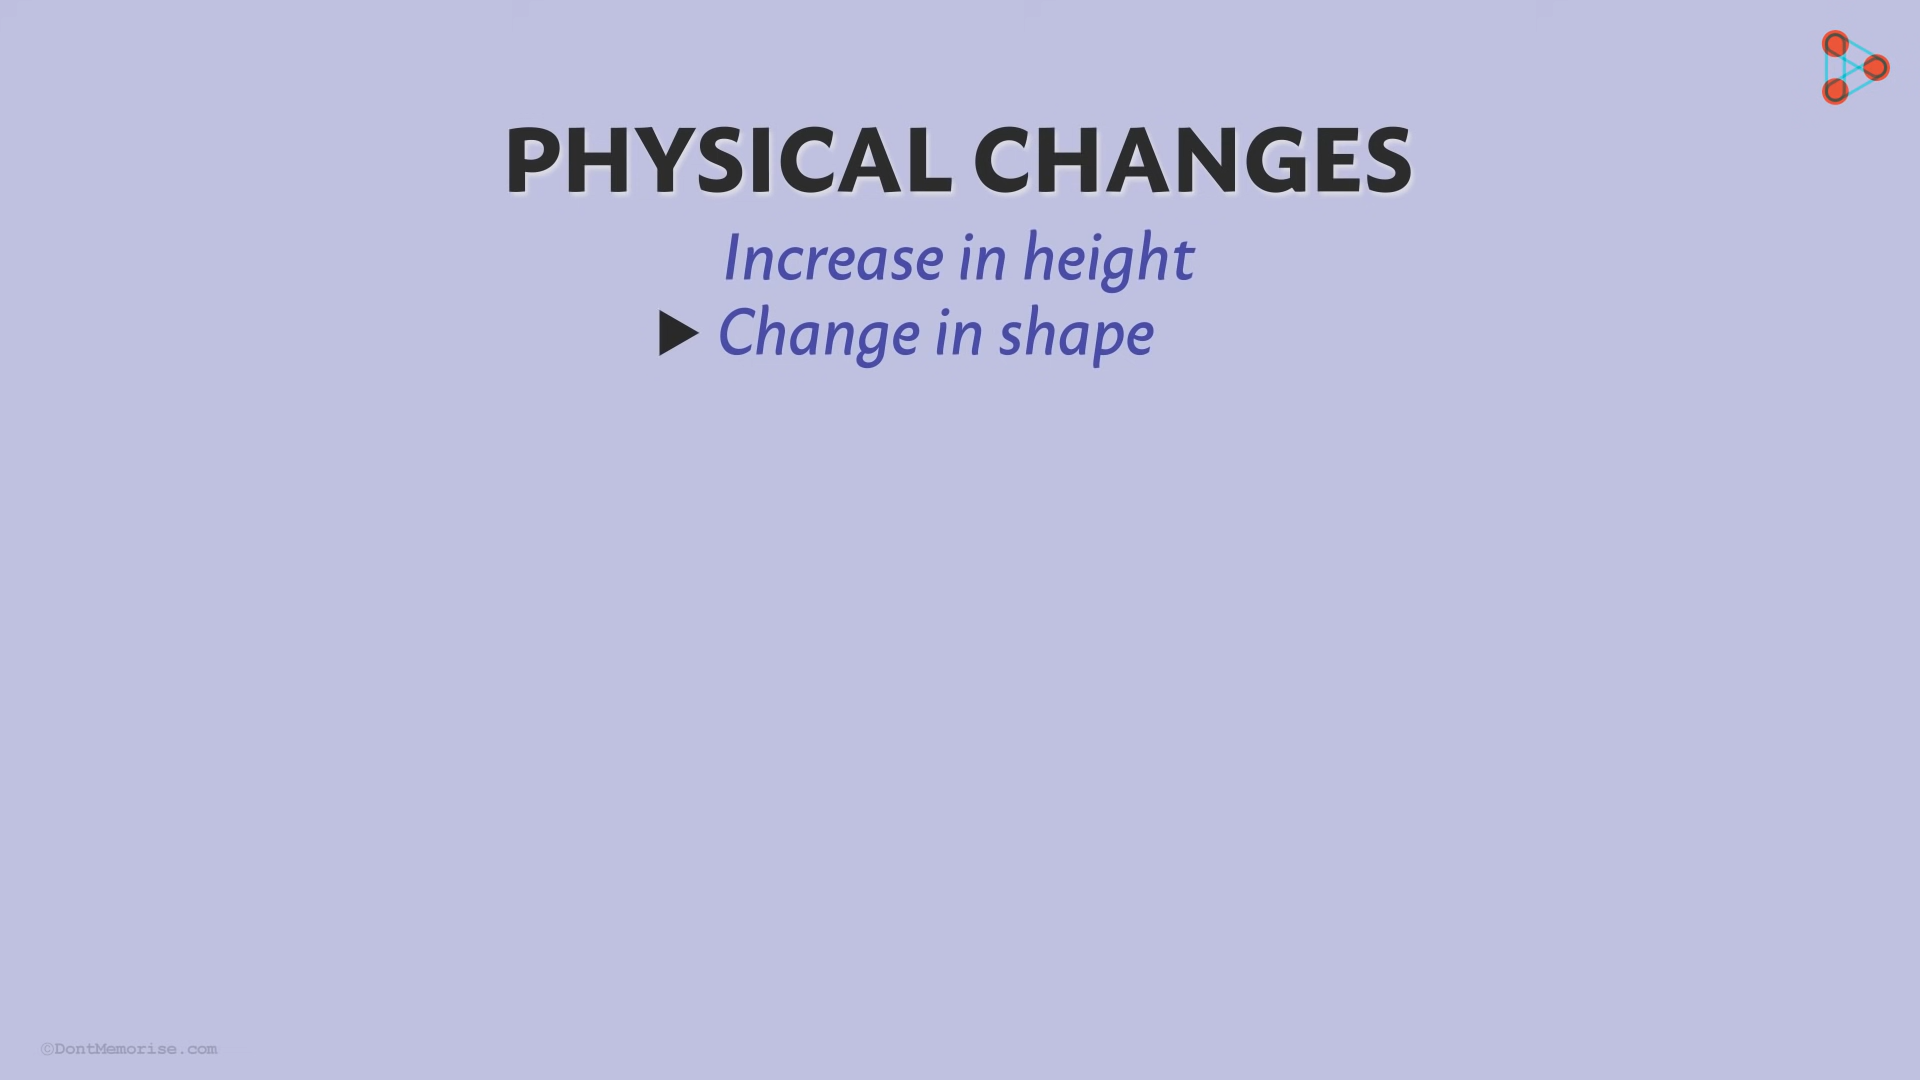 PHYSICAL CHANGES
Increase in height
Change in shape
©DontMemorise.com